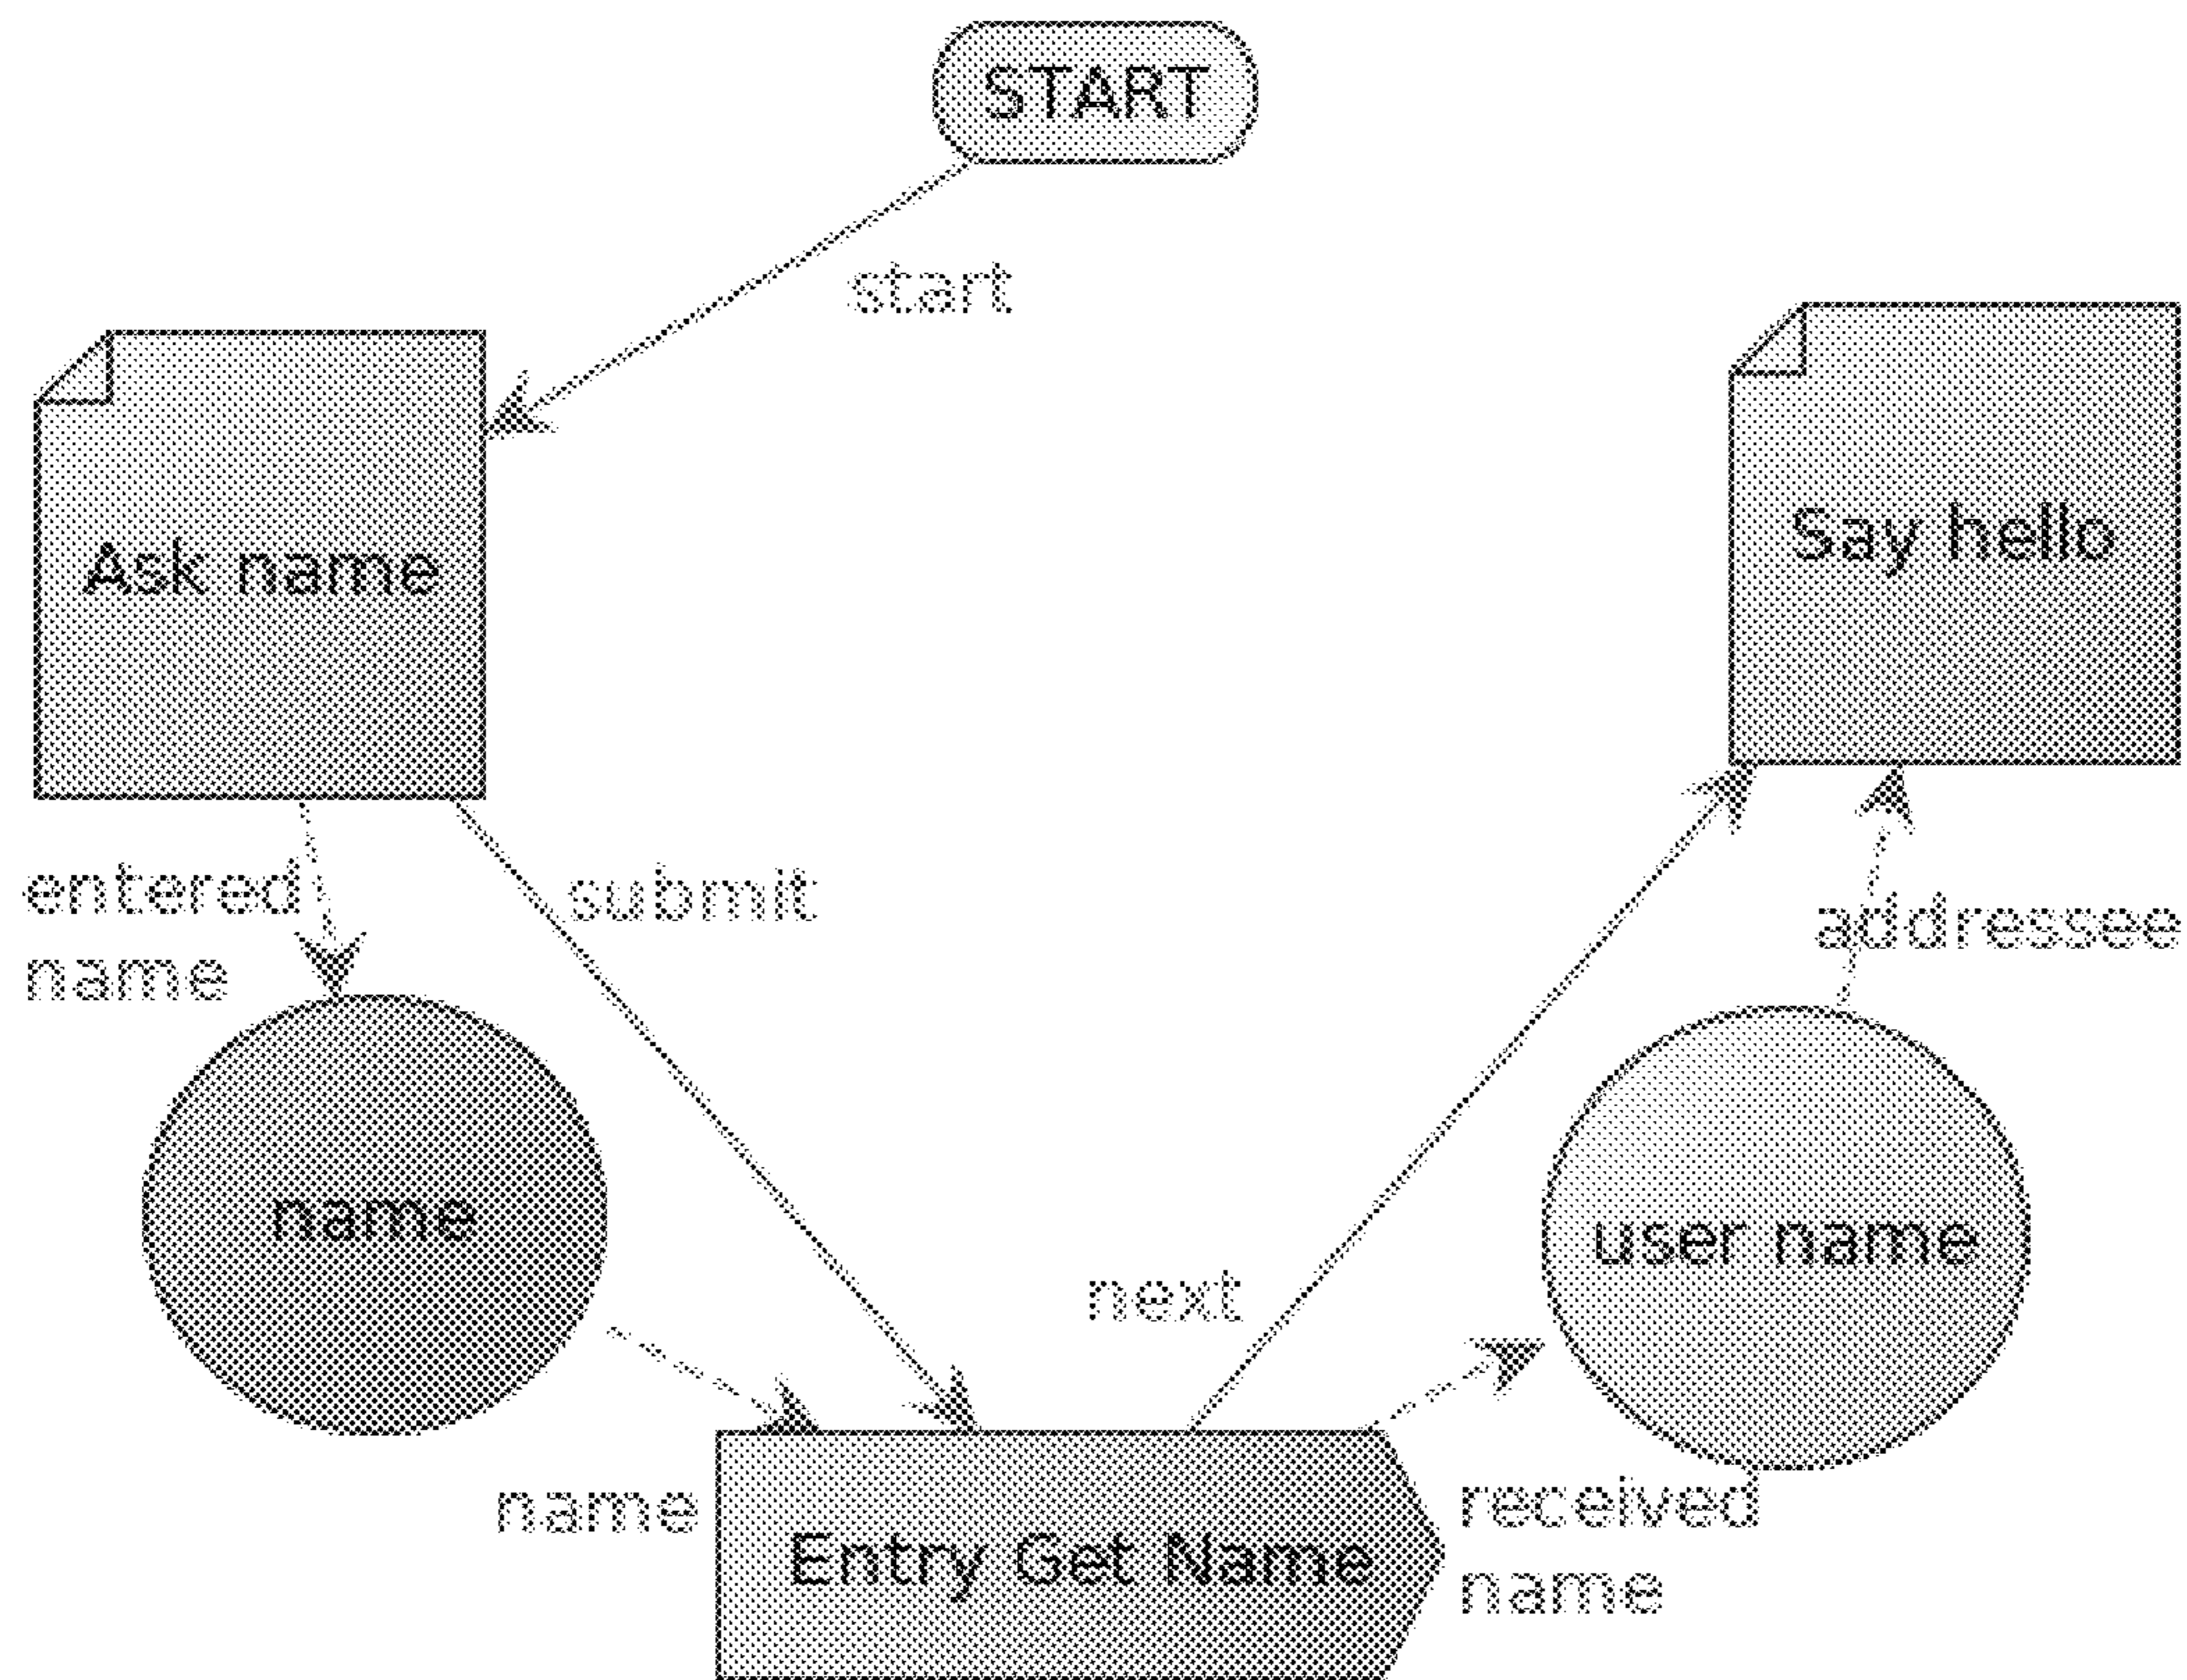 START
start
Ask name
Say hello
entered
name
submit
addressee
name
user name
next
name
Entry Get Name
received
name